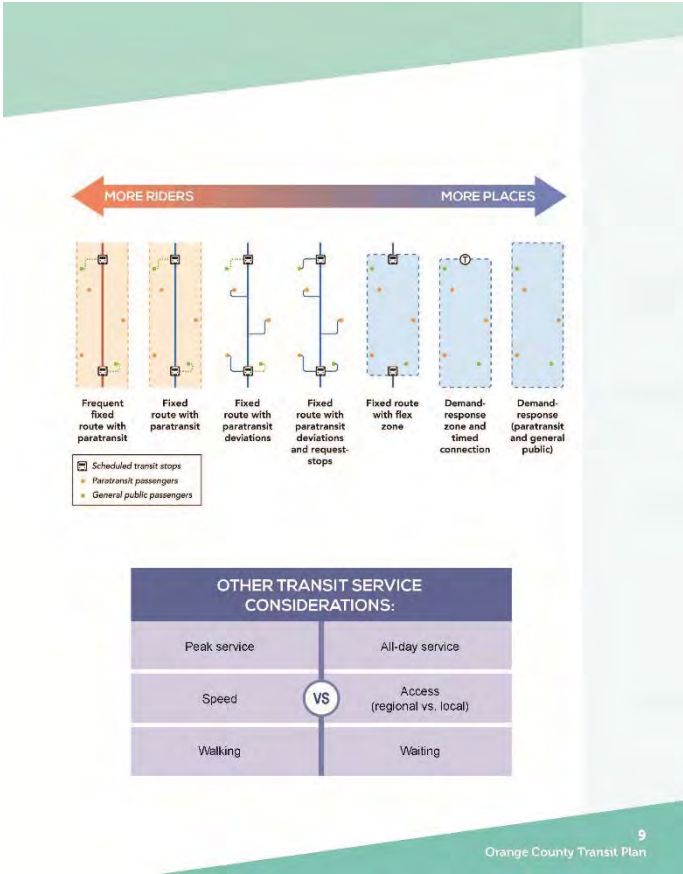 MORE RIDERS
MORE PLACES
T
Frequent
fixed
route with
paratransit
Fixed
route with
paratransit
Fixed
route with
paratransit
deviations
Fixed
route with
paratransit
deviations
and request-
stops
Fixed route
with flex
zone
Demand-
response
zone and
timed
connection
Demand-
response
(paratransit
and general
public)
Scheduled transit stops
Paratransit passengers
General public passengers
OTHER TRANSIT SERVICE
CONSIDERATIONS:
Peak service
All-day service
Speed
VS
Access
(regional vs. local)
Walking
Waiting
9
Orange County Transit Plan